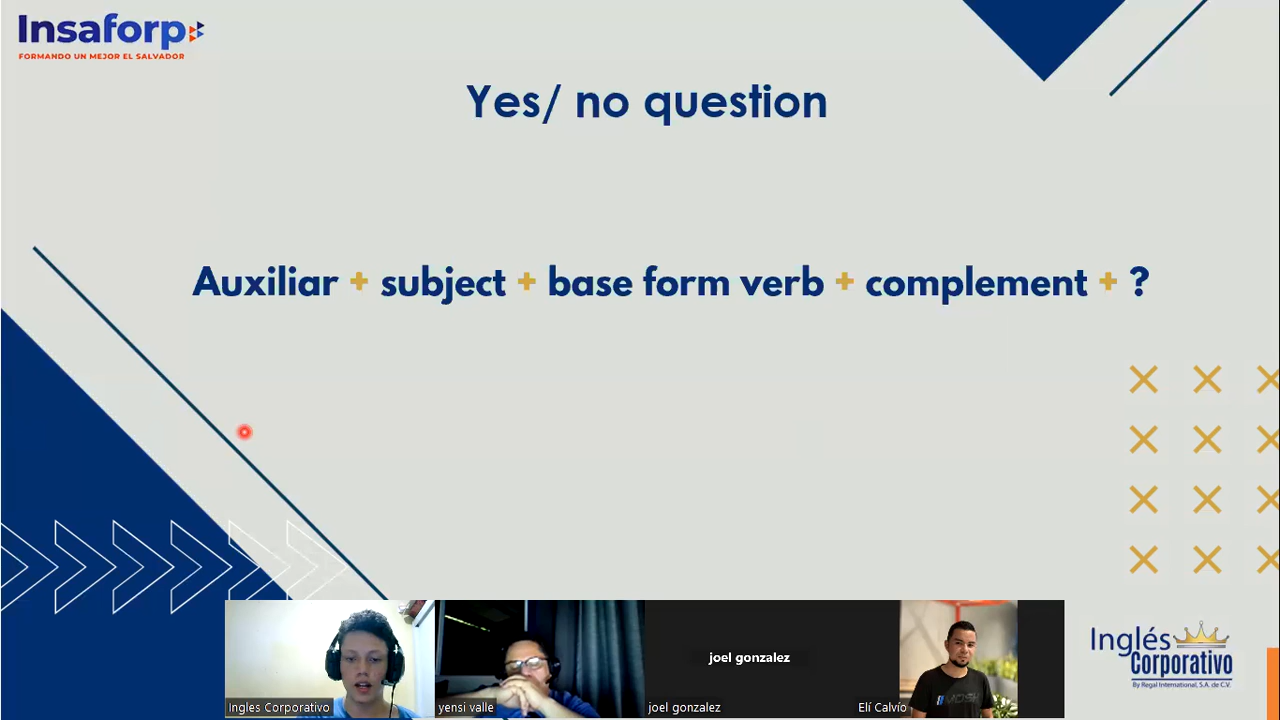 Insaforp
FORMANDO UN MEJOR EL SALVADOR
Yes/ no question
Auxiliar + subject + base form verb + complement + ?
joel gonzalez
Ingles Corporativo
yensi valle
joel gonzalez
Elí Calvío
Inglés
Corporativo
By Regal International, S.A. de C.V.